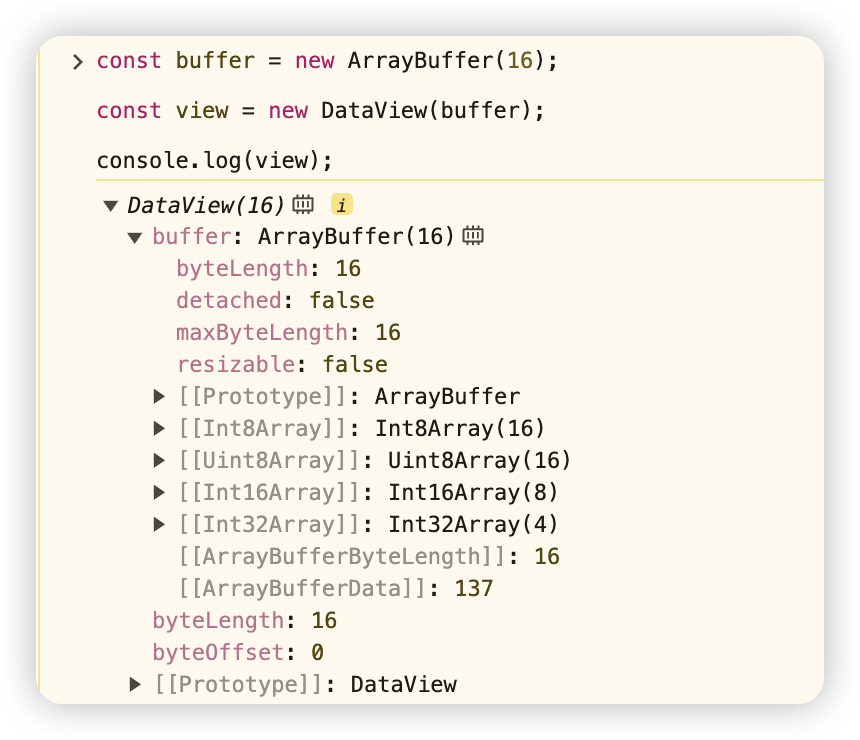 const buffer = new ArrayBuffer(16);
const view = new DataView(buffer);
console.log(view);
DataView(16) i
buffer: ArrayBuffer(16)
byteLength: 16
detached: false
maxByteLength: 16
resizable: false
[[Prototype]]: ArrayBuffer
[[Int8Array]]: Int8Array(16)
[[Uint8Array]]: Uint8Array(16)
[[Int16Array]]: Int16Array(8)
[[Int32Array]]: Int32Array(4)
[[ArrayBufferByteLength]]: 16
[[ArrayBufferData]]: 137
byteLength: 16
byteOffset: 0
[[Prototype]]: DataView